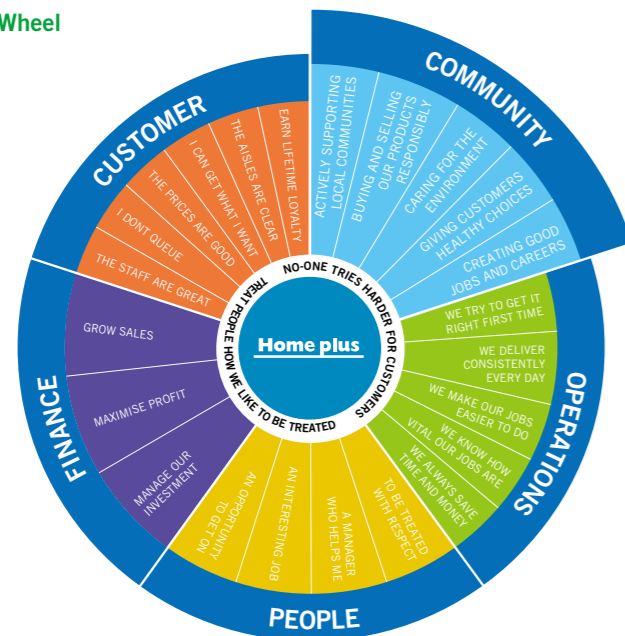 Wheel
COMMUNITY
ACTIVELY SUPPORTING
LOCAL COMMUNITIES
BUYING AND SELLING
OUR PRODUCTS
RESPONSIBLY
CARING FOR THE
ENVIRONMENT
GIVING CUSTOMERS
HEALTHY CHOICES
CREATING GOOD
JOBS AND CAREERS
OPERATIONS
WE TRY TO GET IT
RIGHT FIRST TIME
WE DELIVER
CONSISTENTLY
EVERY DAY
WE MAKE OUR JOBS
EASIER TO DO
WE KNOW HOW
VITAL OUR JOBS ARE
WE ALWAYS SAVE
TIME AND MONEY
PEOPLE
TO BE TREATED
WITH RESPECT
A MANAGER
WHO HELPS ME
AN INTERESTING JOB
AN OPPORTUNITY
TO GET ON
FINANCE
MANAGE OUR
INVESTMENT
MAXIMISE PROFIT
GROW SALES
CUSTOMER
THE STAFF ARE GREAT
I DONT QUEUE
THE PRICES ARE GOOD
I CAN GET WHAT I WANT
THE AISLES ARE CLEAR
EARN LIFETIME LOYALTY
NO-ONE TRIES HARDER FOR CUSTOMERS
TREAT PEOPLE HOW WE LIKE TO BE TREATED
Home plus